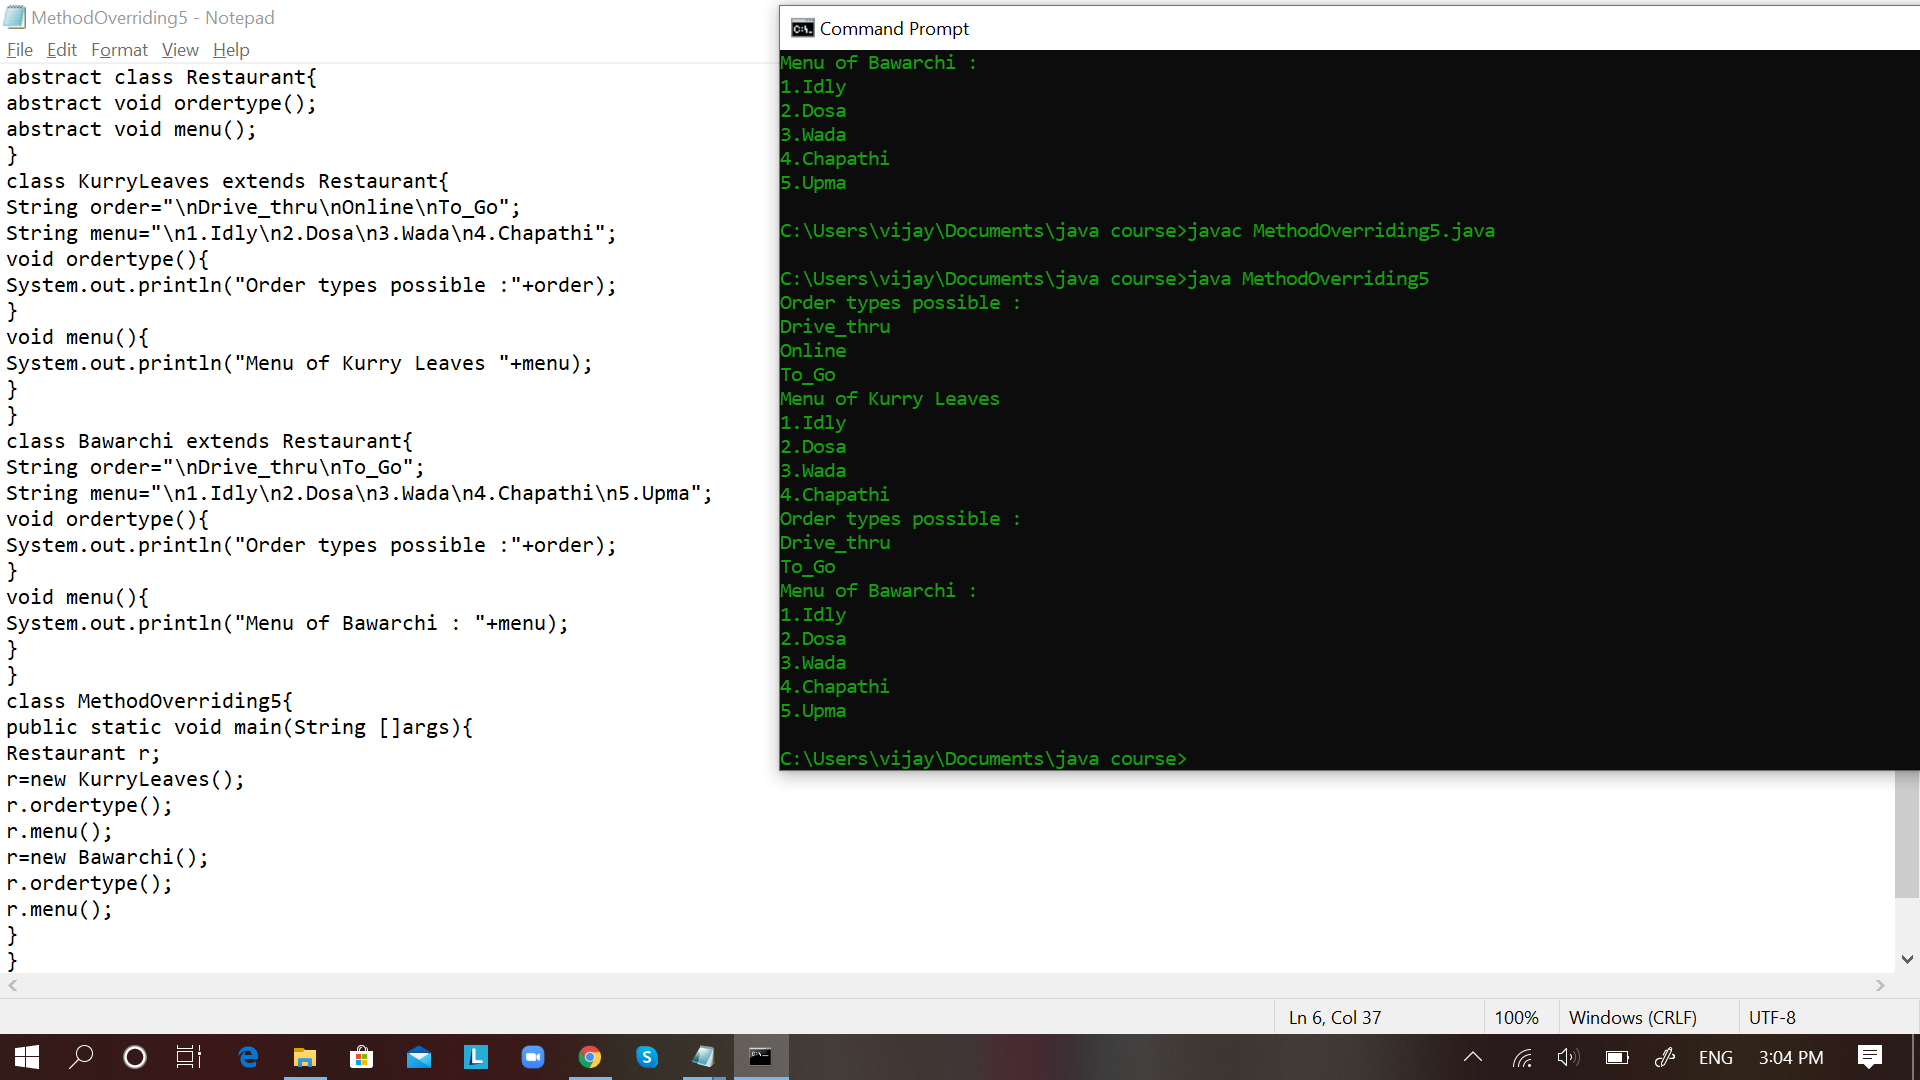 MethodOverriding5 - Notepad
File Edit Format View Help
abstract class Restaurant{
abstract void ordertype();
abstract void menu();
}
class KurryLeaves extends Restaurant{
String order="\nDrive_thru\nOnline\nTo_Go";
String menu="\n1.Idly\n2.Dosa\n3.Wada\n4.Chapathi";
void ordertype(){
System.out.println("Order types possible :"+order);
}
void menu(){
System.out.println("Menu of Kurry Leaves "+menu);
}
}
class Bawarchi extends Restaurant{
String order="\nDrive_thru\nTo_Go";
String menu="\n1.Idly\n2.Dosa\n3.Wada\n4.Chapathi\n5.Upma";
void ordertype(){
System.out.println("Order types possible :"+order);
}
void menu(){
System.out.println("Menu of Bawarchi : "+menu);
}
}
class MethodOverriding5{
public static void main(String []args){
Restaurant r;
r=new KurryLeaves();
r.ordertype();
r.menu();
r=new Bawarchi();
r.ordertype();
r.menu();
}
}
Command Prompt
Menu of Bawarchi :
1.Idly
2.Dosa
3.Wada
4.Chapathi
5.Upma
C:\Users\vijay\Documents\java course>javac MethodOverriding5.java
C:\Users\vijay\Documents\java course>java MethodOverriding5
Order types possible :
Drive_thru
Online
To_Go
Menu of Kurry Leaves
1.Idly
2.Dosa
3.Wada
4.Chapathi
Order types possible :
Drive_thru
To_Go
Menu of Bawarchi :
1.Idly
2.Dosa
3.Wada
4.Chapathi
5.Upma
C:\Users\vijay\Documents\java course>
Ln 6, Col 37
100%
Windows (CRLF)
UTF-8
L
S
ENG
3:04 PM